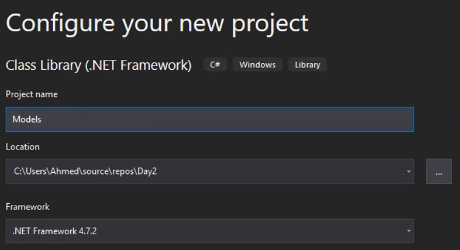 Configure your new project
Class Library (.NET Framework) C# Windows Library
Project name
Models
Location
C:\Users\Ahmed\source\repos\Day2
...
Framework
.NET Framework 4.7.2